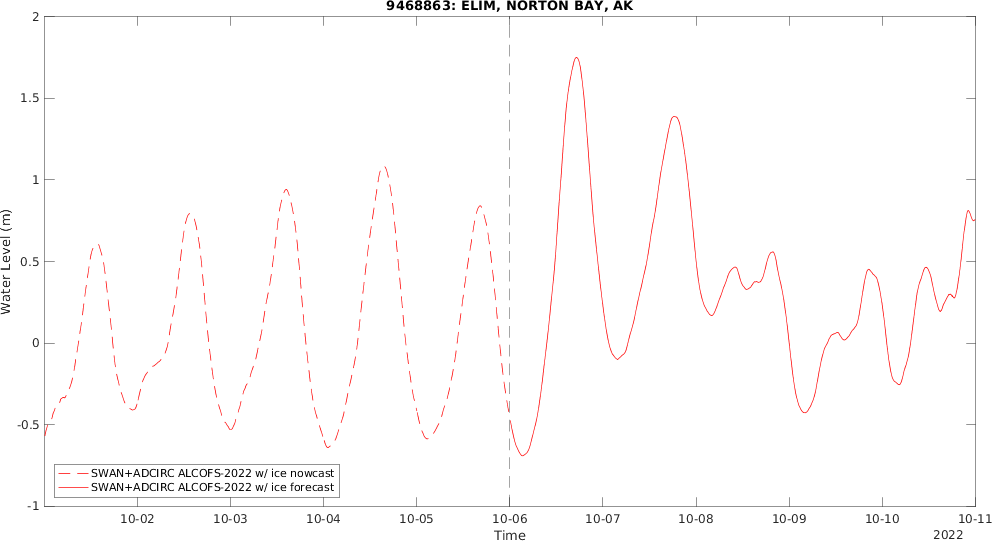 9468863: ELIM, NORTON BAY, AK
2
1.5
1
0.5
0
-0.5
-1
Water Level (m)
SWAN+ADCIRC ALCOFS-2022 w/ ice nowcast
SWAN+ADCIRC ALCOFS-2022 w/ ice forecast
10-02 10-03 10-04 10-05 10-06 10-07 10-08 10-09 10-10 10-11
Time
2022